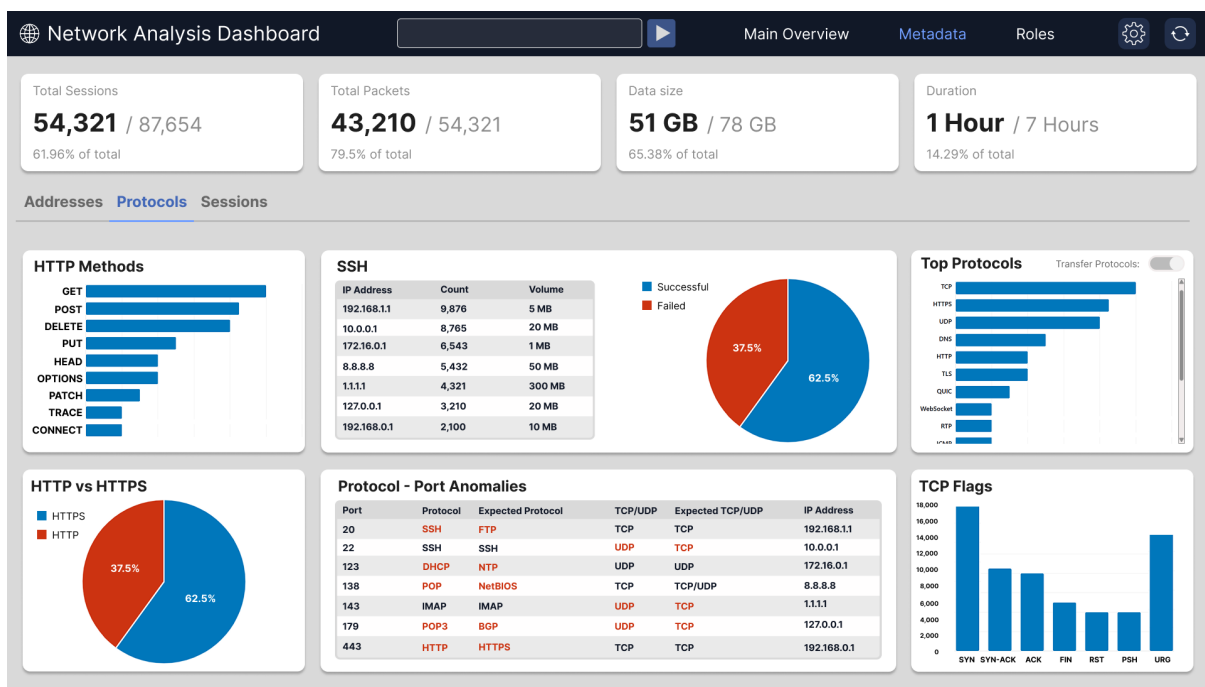 Network Analysis Dashboard
Main Overview
Metadata
Roles
Total Sessions
54,321 / 87,654
61.96% of total
Total Packets
43,210 / 54,321
79.5% of total
Data size
51 GB / 78 GB
65.38% of total
Duration
1 Hour / 7 Hours
14.29% of total
Addresses Protocols Sessions
HTTP Methods
GET
POST
DELETE
PUT
HEAD
OPTIONS
PATCH
TRACE
CONNECT
SSH
IP Address Count Volume
192.168.1.1 9,876 5 MB
10.0.0.1 8,765 20 MB
172.16.0.1 6,543 1 MB
8.8.8.8 5,432 50 MB
1.1.1.1 4,321 300 MB
127.0.0.1 3,210 20 MB
192.168.0.1 2,100 10 MB
Successful
Failed
37.5%
62.5%
Top Protocols
Transfer Protocols:
TCP
HTTPS
UDP
DNS
HTTP
TLS
QUIC
WebSocket
RTP
ICMP
HTTP vs HTTPS
HTTPS
HTTP
37.5%
62.5%
Protocol - Port Anomalies
Port Protocol Expected Protocol TCP/UDP Expected TCP/UDP IP Address
20 SSH FTP TCP TCP 192.168.1.1
22 SSH SSH UDP TCP 10.0.0.1
123 DHCP NTP UDP UDP 172.16.0.1
138 POP NetBIOS TCP TCP/UDP 8.8.8.8
143 IMAP IMAP UDP TCP 1.1.1.1
179 POP3 BGP UDP TCP 127.0.0.1
443 HTTP HTTPS TCP TCP 192.168.0.1
TCP Flags
18,000
16,000
14,000
12,000
10,000
8,000
6,000
4,000
2,000
0
SYN SYN-ACK ACK FIN RST PSH URG